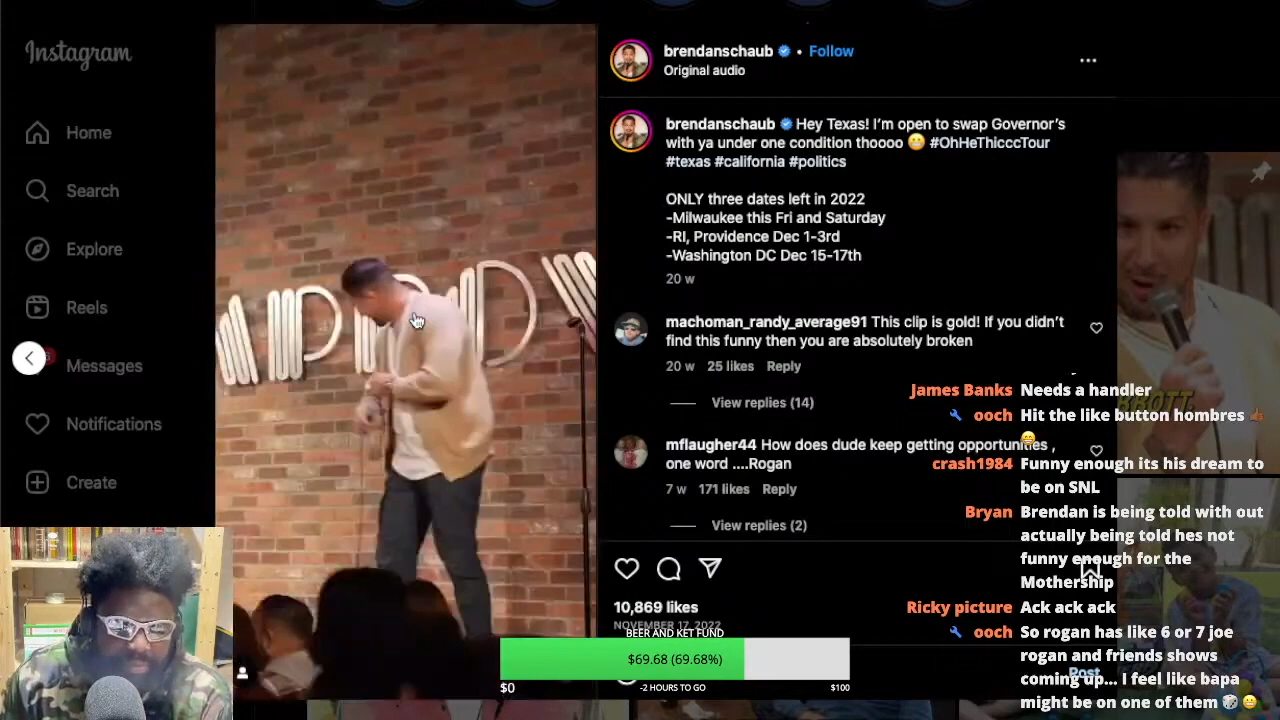 Instagram
Home
Search
Explore
Reels
Messages
Notifications
Create
brendanschaub • Follow
Original audio
brendanschaub Hey Texas! I'm open to swap Governor's
with ya under one condition thoooo 😬 #OhHeThicccTour
#texas #california #politics
ONLY three dates left in 2022
-Milwaukee this Fri and Saturday
-RI, Providence Dec 1-3rd
-Washington DC Dec 15-17th
20 w
machoman_randy_average91 This clip is gold! If you didn't
find this funny then you are absolutely broken
20 w 25 likes Reply
View replies (14)
mflaugher44 How does dude keep getting opportunities ,
one word ....Rogan
7 w 171 likes Reply
View replies (2)
10,869 likes
NOVEMBER 17, 2022
Post
James Banks Needs a handler
ooch Hit the like button hombres 👍🏾
😁
crash1984 Funny enough its his dream to
be on SNL
Bryan Brendan is being told with out
actually being told hes not
funny enough for the
Mothership
Ricky picture Ack ack ack
ooch So rogan has like 6 or 7 joe
rogan and friends shows
coming up... I feel like bapa
might be on one of them 🎲 😬
BEER AND KET FUND
$69.68 (69.68%)
$0 -2 HOURS TO GO $100